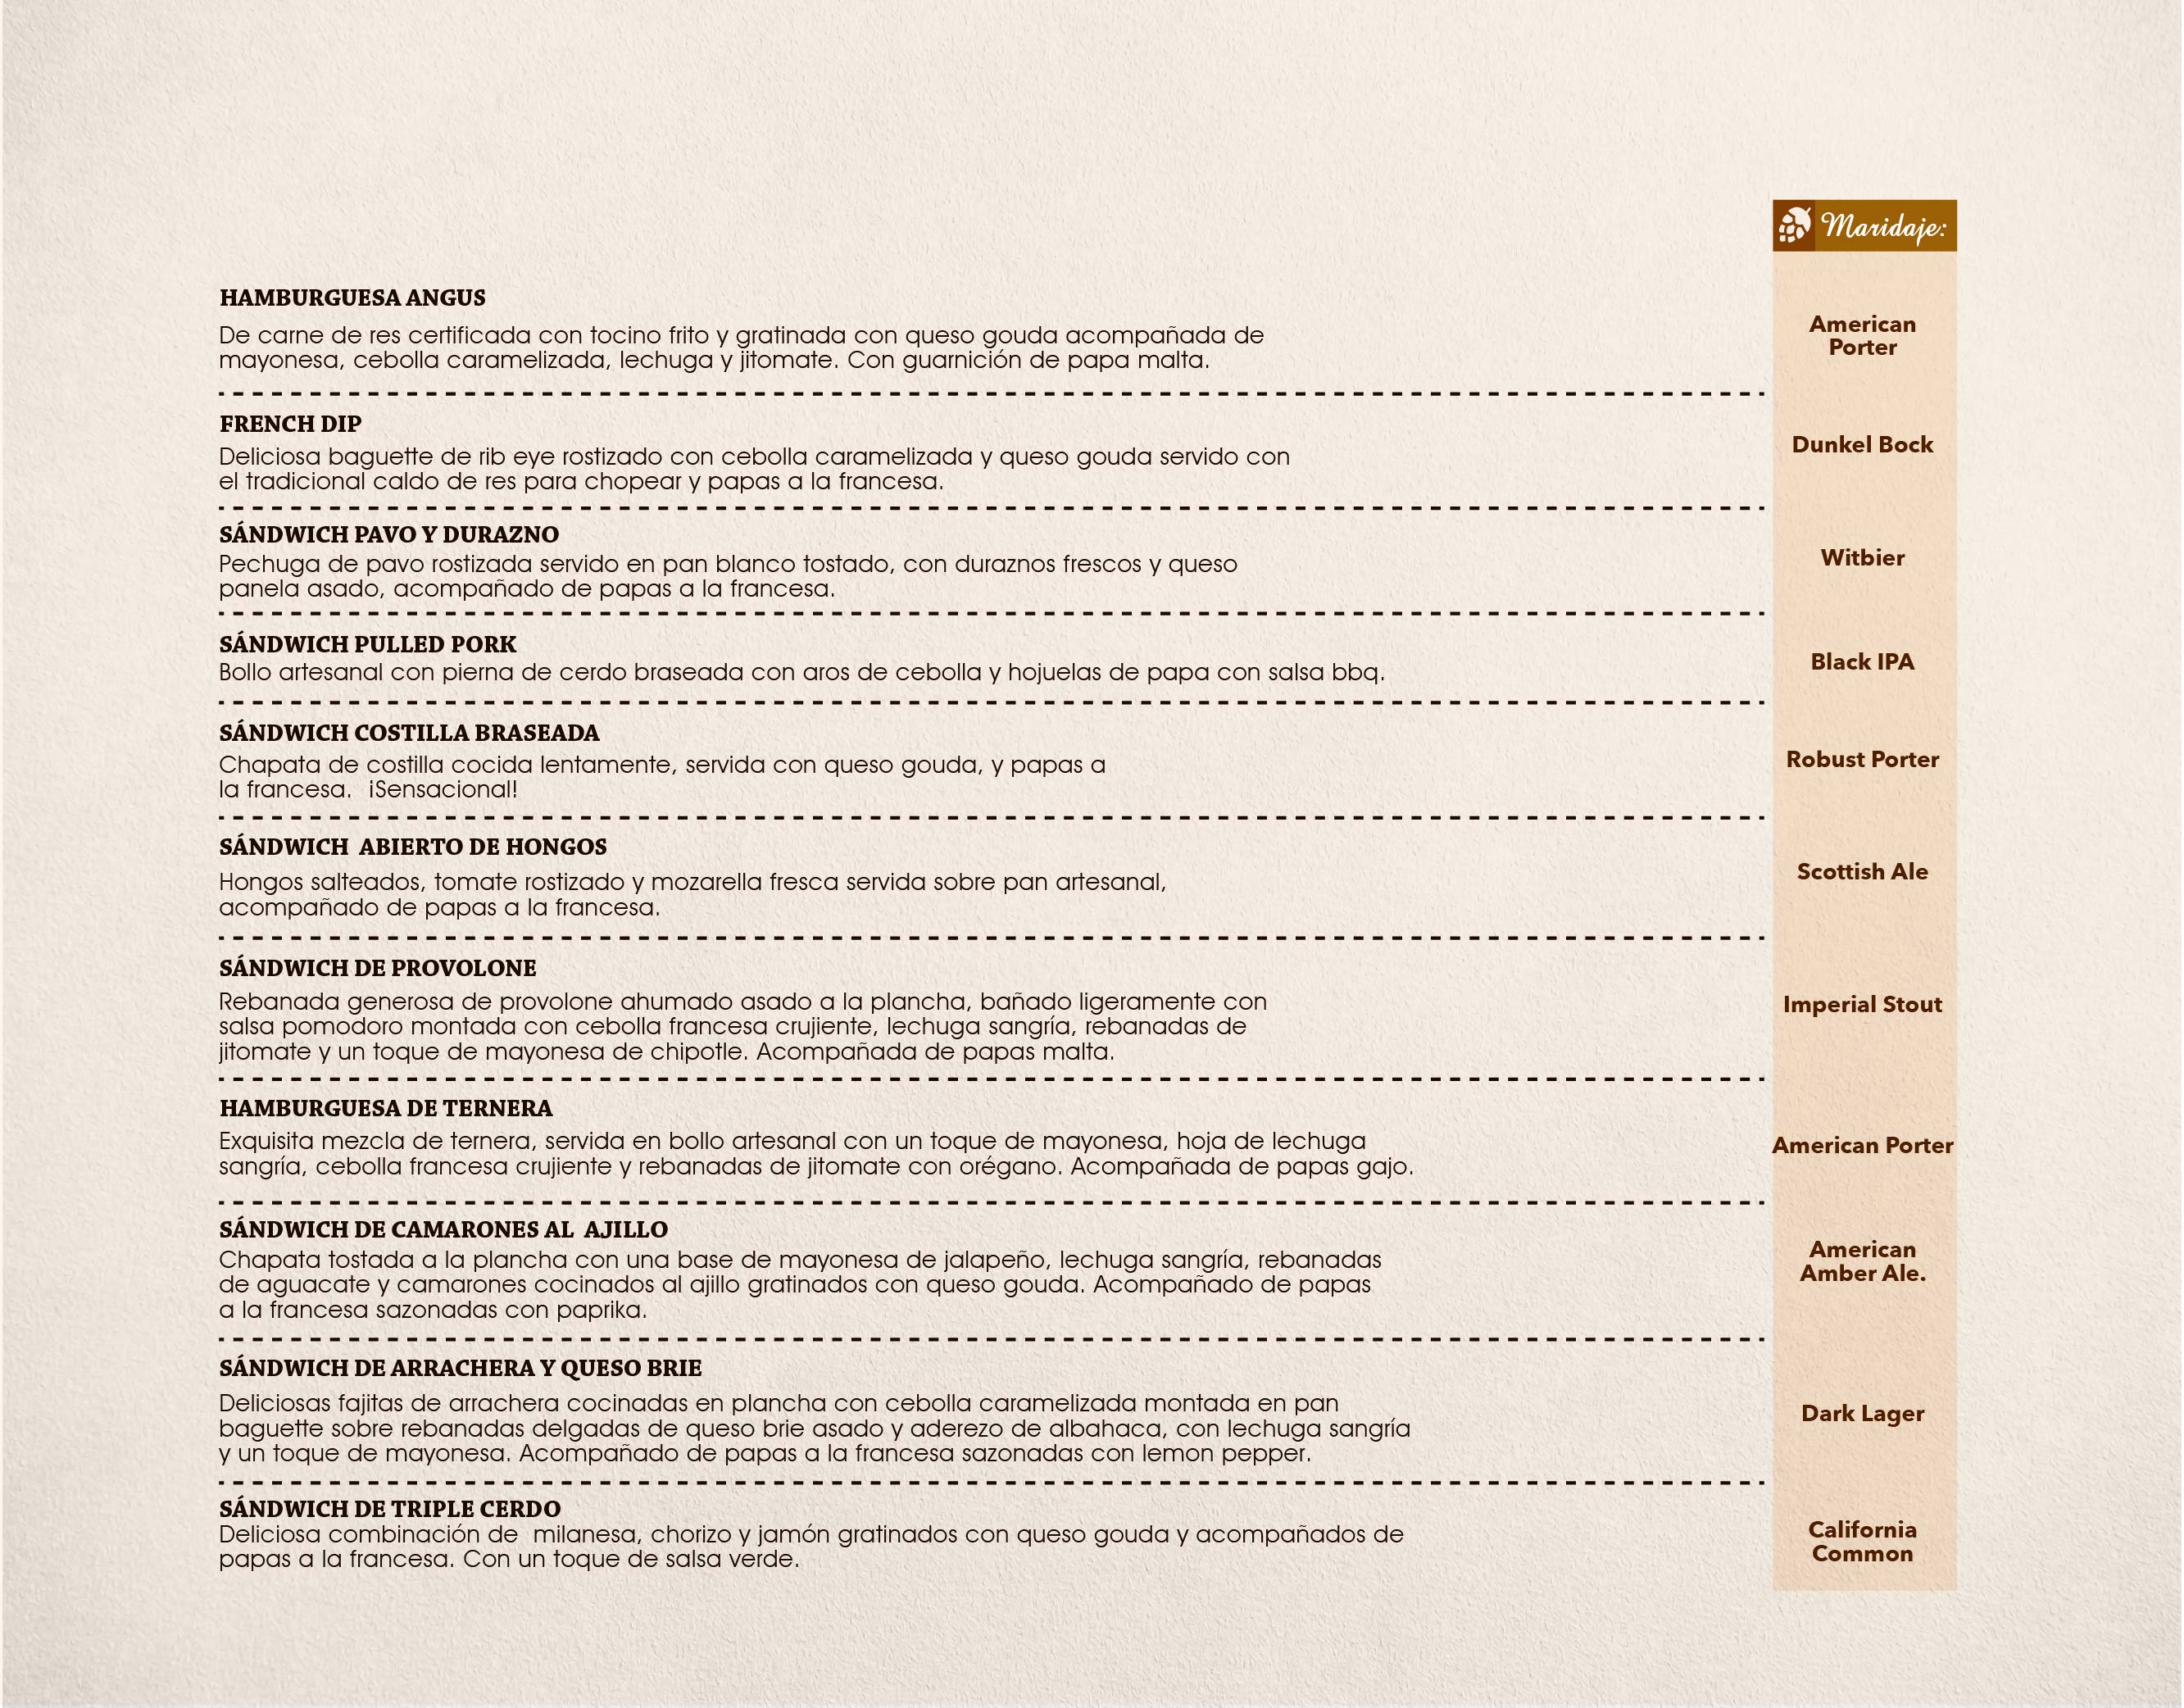 Maridaje:
HAMBURGUESA ANGUS
De carne de res certificada con tocino frito y gratinada con queso gouda acompañada de
mayonesa, cebolla caramelizada, lechuga y jitomate. Con guarnición de papa malta.
American
Porter
FRENCH DIP
Deliciosa baguette de rib eye rostizado con cebolla caramelizada y queso gouda servido con
el tradicional caldo de res para chopear y papas a la francesa.
Dunkel Bock
SÁNDWICH PAVO Y DURAZNO
Pechuga de pavo rostizada servido en pan blanco tostado, con duraznos frescos y queso
panela asado, acompañado de papas a la francesa.
Witbier
SÁNDWICH PULLED PORK
Bollo artesanal con pierna de cerdo braseada con aros de cebolla y hojuelas de papa con salsa bbq.
Black IPA
SÁNDWICH COSTILLA BRASEADA
Chapata de costilla cocida lentamente, servida con queso gouda, y papas a
la francesa. ¡Sensacional!
Robust Porter
SÁNDWICH ABIERTO DE HONGOS
Hongos salteados, tomate rostizado y mozarella fresca servida sobre pan artesanal,
acompañado de papas a la francesa.
Scottish Ale
SÁNDWICH DE PROVOLONE
Rebanada generosa de provolone ahumado asado a la plancha, bañado ligeramente con
salsa pomodoro montada con cebolla francesa crujiente, lechuga sangría, rebanadas de
jitomate y un toque de mayonesa de chipotle. Acompañada de papas malta.
Imperial Stout
HAMBURGUESA DE TERNERA
Exquisita mezcla de ternera, servida en bollo artesanal con un toque de mayonesa, hoja de lechuga
sangría, cebolla francesa crujiente y rebanadas de jitomate con orégano. Acompañada de papas gajo.
American Porter
SÁNDWICH DE CAMARONES AL AJILLO
Chapata tostada a la plancha con una base de mayonesa de jalapeño, lechuga sangría, rebanadas
de aguacate y camarones cocinados al ajillo gratinados con queso gouda. Acompañado de papas
a la francesa sazonadas con paprika.
American
Amber Ale.
SÁNDWICH DE ARRACHERA Y QUESO BRIE
Deliciosas fajitas de arrachera cocinadas en plancha con cebolla caramelizada montada en pan
baguette sobre rebanadas delgadas de queso brie asado y aderezo de albahaca, con lechuga sangría
y un toque de mayonesa. Acompañado de papas a la francesa sazonadas con lemon pepper.
Dark Lager
SÁNDWICH DE TRIPLE CERDO
Deliciosa combinación de milanesa, chorizo y jamón gratinados con queso gouda y acompañados de
papas a la francesa. Con un toque de salsa verde.
California
Common